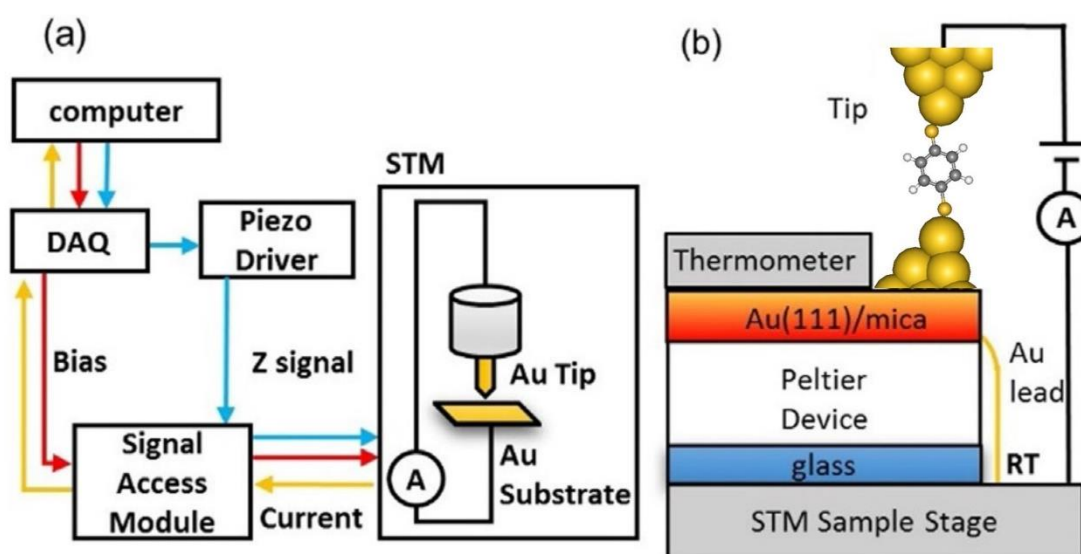 (a)
computer
DAQ
Piezo
Driver
Bias
Z signal
Signal
Access
Module
Current
STM
Au Tip
Au
Substrate
A
(b)
Tip
A
Thermometer
Au(111)/mica
Peltier
Device
Au
lead
glass
RT
STM Sample Stage